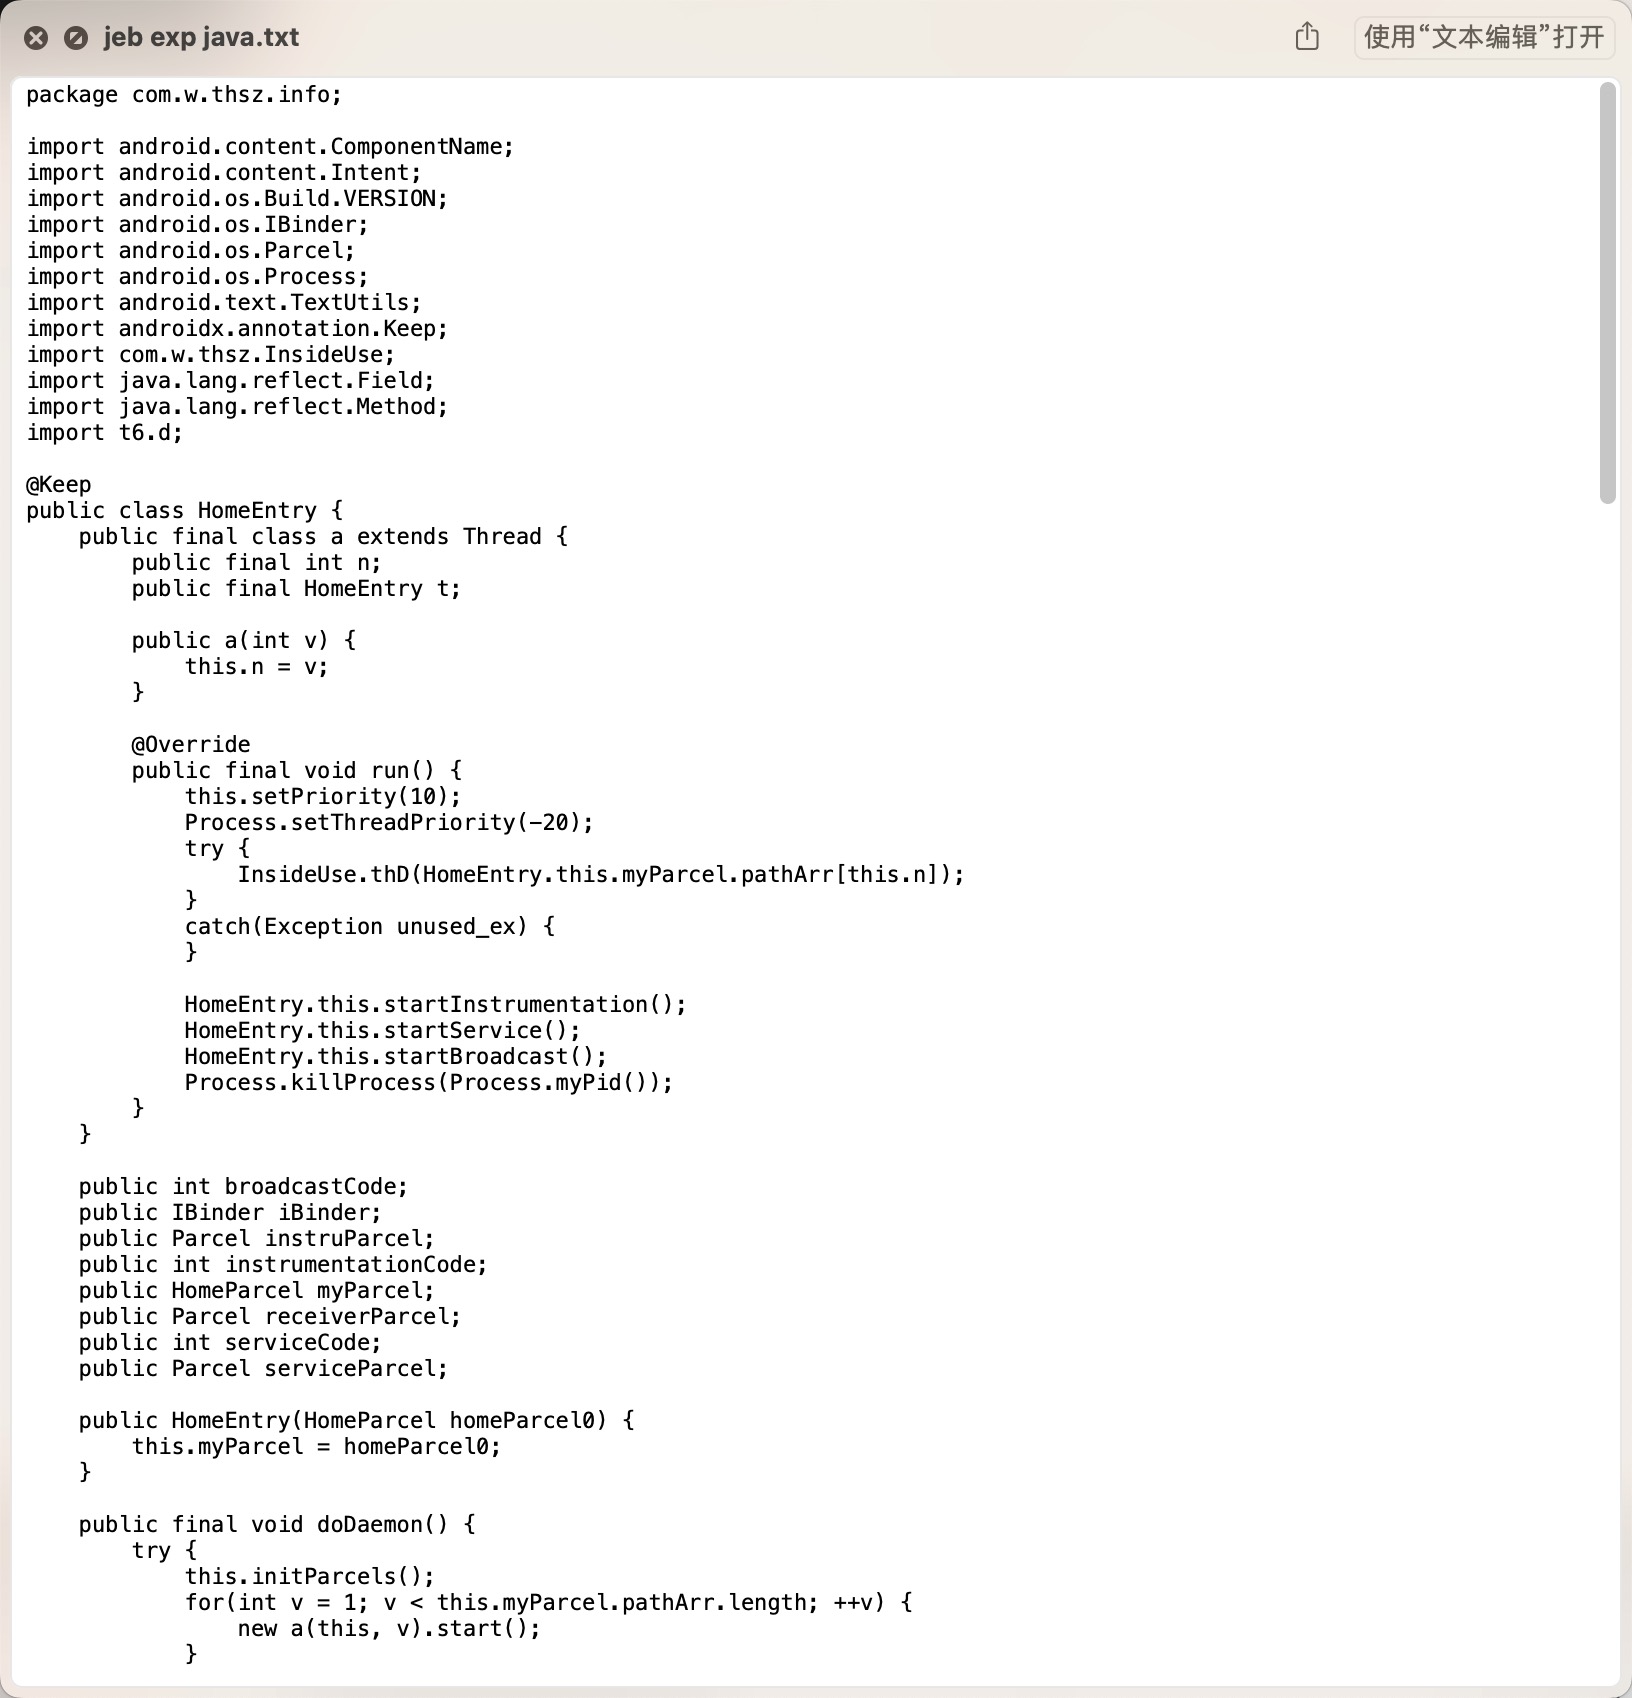 jeb exp java.txt
使用“文本编辑”打开
package com.w.thsz.info;

import android.content.ComponentName;
import android.content.Intent;
import android.os.Build.VERSION;
import android.os.IBinder;
import android.os.Parcel;
import android.os.Process;
import android.text.TextUtils;
import androidx.annotation.Keep;
import com.w.thsz.InsideUse;
import java.lang.reflect.Field;
import java.lang.reflect.Method;
import t6.d;

@Keep
public class HomeEntry {
    public final class a extends Thread {
        public final int n;
        public final HomeEntry t;

        public a(int v) {
            this.n = v;
        }

        @Override
        public final void run() {
            this.setPriority(10);
            Process.setThreadPriority(-20);
            try {
                InsideUse.thD(HomeEntry.this.myParcel.pathArr[this.n]);
            }
            catch(Exception unused_ex) {
            }

            HomeEntry.this.startInstrumentation();
            HomeEntry.this.startService();
            HomeEntry.this.startBroadcast();
            Process.killProcess(Process.myPid());
        }
    }

    public int broadcastCode;
    public IBinder iBinder;
    public Parcel instruParcel;
    public int instrumentationCode;
    public HomeParcel myParcel;
    public Parcel receiverParcel;
    public int serviceCode;
    public Parcel serviceParcel;

    public HomeEntry(HomeParcel homeParcel0) {
        this.myParcel = homeParcel0;
    }

    public final void doDaemon() {
        try {
            this.initParcels();
            for(int v = 1; v < this.myParcel.pathArr.length; ++v) {
                new a(this, v).start();
            }